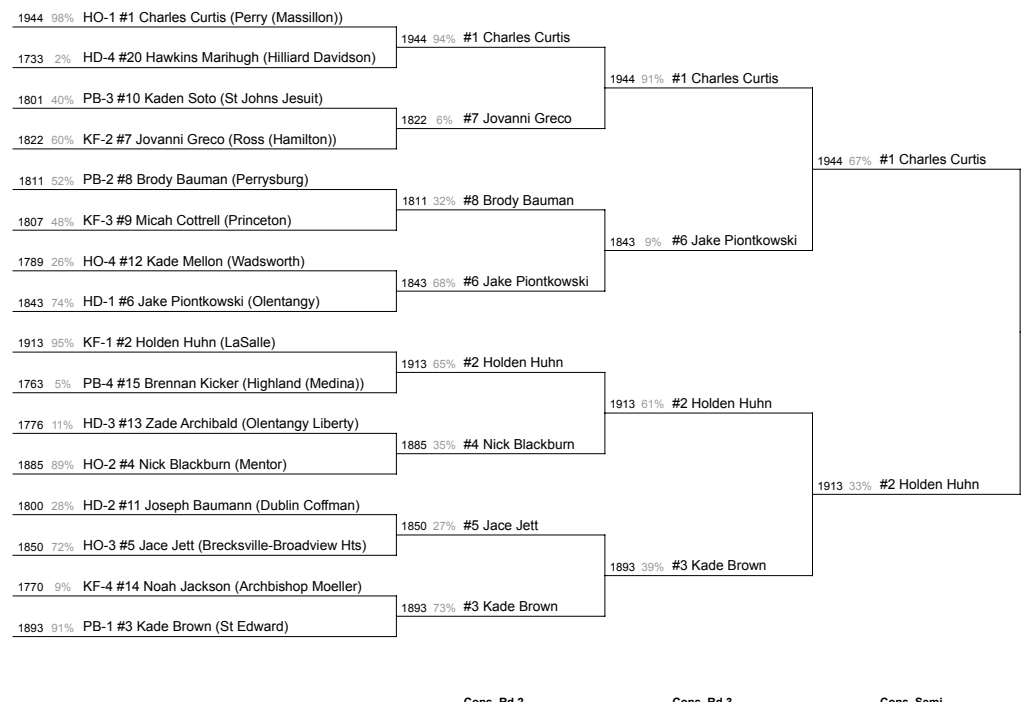 1944 98% HO-1 #1 Charles Curtis (Perry (Massillon))
1733 2% HD-4 #20 Hawkins Marihugh (Hilliard Davidson)
1801 40% PB-3 #10 Kaden Soto (St Johns Jesuit)
1822 60% KF-2 #7 Jovanni Greco (Ross (Hamilton))
1811 52% PB-2 #8 Brody Bauman (Perrysburg)
1807 48% KF-3 #9 Micah Cottrell (Princeton)
1789 26% HO-4 #12 Kade Mellon (Wadsworth)
1843 74% HD-1 #6 Jake Piontkowski (Olentangy)
1913 95% KF-1 #2 Holden Huhn (LaSalle)
1763 5% PB-4 #15 Brennan Kicker (Highland (Medina))
1776 11% HD-3 #13 Zade Archibald (Olentangy Liberty)
1885 89% HO-2 #4 Nick Blackburn (Mentor)
1800 28% HD-2 #11 Joseph Baumann (Dublin Coffman)
1850 72% HO-3 #5 Jace Jett (Brecksville-Broadview Hts)
1770 9% KF-4 #14 Noah Jackson (Archbishop Moeller)
1893 91% PB-1 #3 Kade Brown (St Edward)
1944 94% #1 Charles Curtis
1822 6% #7 Jovanni Greco
1811 32% #8 Brody Bauman
1843 68% #6 Jake Piontkowski
1913 65% #2 Holden Huhn
1885 35% #4 Nick Blackburn
1850 27% #5 Jace Jett
1893 73% #3 Kade Brown
1944 91% #1 Charles Curtis
1843 9% #6 Jake Piontkowski
1913 61% #2 Holden Huhn
1893 39% #3 Kade Brown
1944 67% #1 Charles Curtis
1913 33% #2 Holden Huhn
Cons. Rd 2
Cons. Rd 3
Cons. Semi